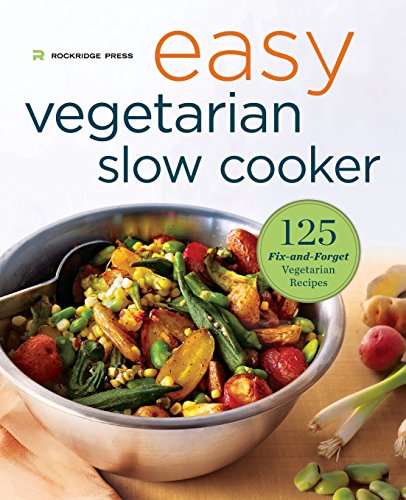 R ROCKRIDGE PRESS
easy
vegetarian
slow cooker
125
Fix-and-Forget
Vegetarian
Recipes